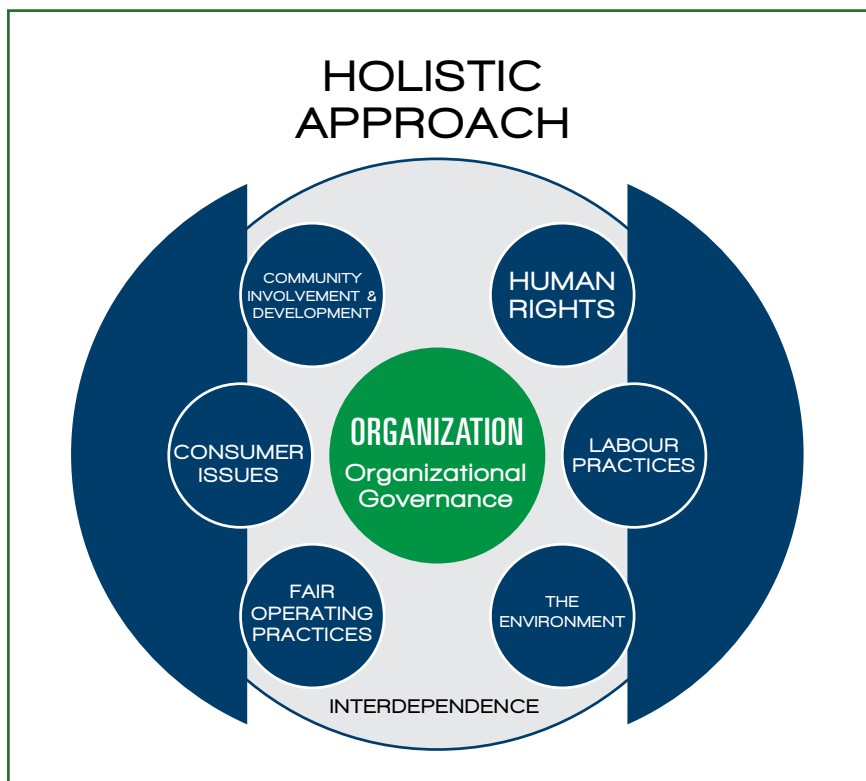 HOLISTIC
APPROACH
COMMUNITY
INVOLVEMENT &
DEVELOPMENT
HUMAN
RIGHTS
CONSUMER
ISSUES
ORGANIZATION
Organizational
Governance
LABOUR
PRACTICES
FAIR
OPERATING
PRACTICES
THE
ENVIRONMENT
INTERDEPENDENCE